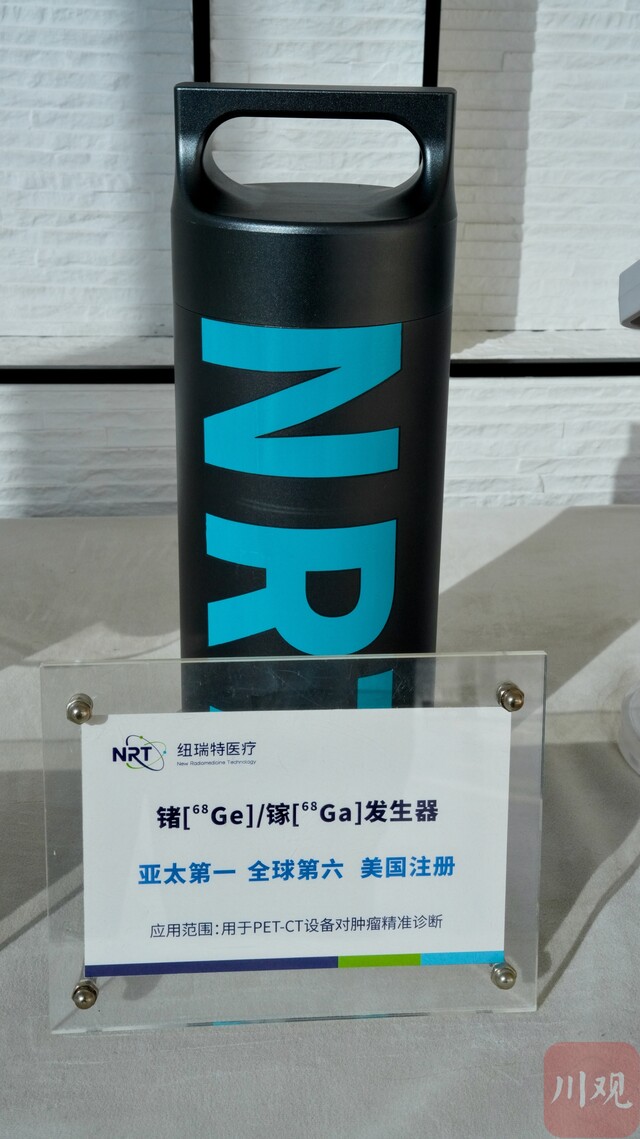 NRT
NRT 纽瑞特医疗
New Radiomedicine Technology
锗[⁶⁸Ge]/镓[⁶⁸Ga]发生器
亚太第一 全球第六 美国注册
应用范围：用于PET-CT设备对肿瘤精准诊断
川观